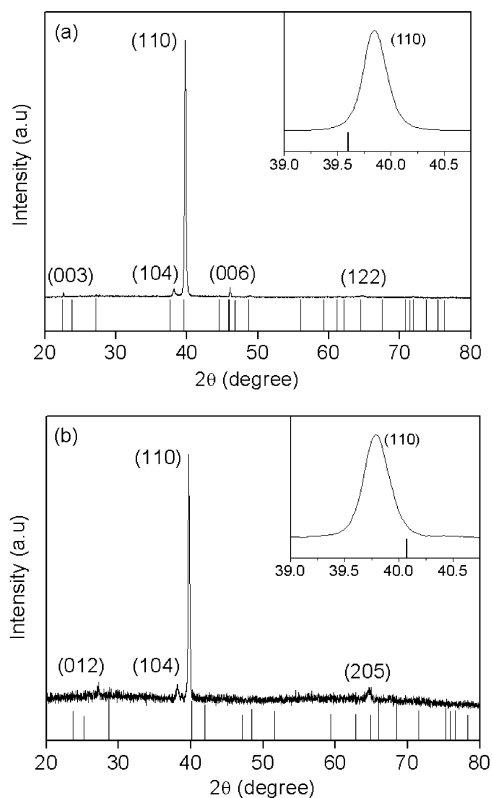 (a)
(110)
(110)
39.0 39.5 40.0 40.5
Intensity (a.u)
(003) (104) (006) (122)
20 30 40 50 60 70 80
2θ (degree)
(b)
(110)
(110)
39.0 39.5 40.0 40.5
Intensity (a.u)
(012) (104) (205)
20 30 40 50 60 70 80
2θ (degree)